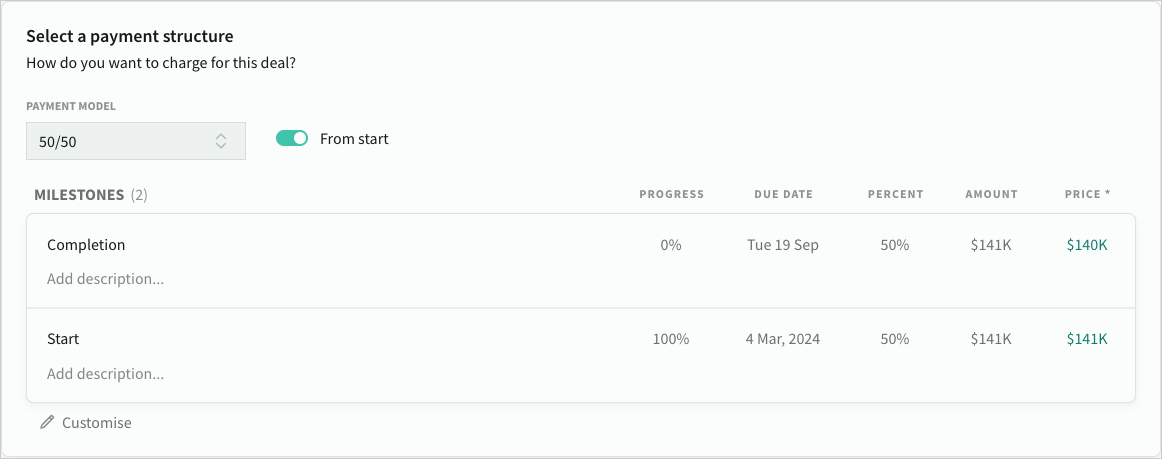 Select a payment structure
How do you want to charge for this deal?
PAYMENT MODEL
50/50
From start
MILESTONES (2) PROGRESS DUE DATE PERCENT AMOUNT PRICE *
Completion 0% Tue 19 Sep 50% $141K $140K
Add description...
Start 100% 4 Mar, 2024 50% $141K $141K
Add description...
Customise